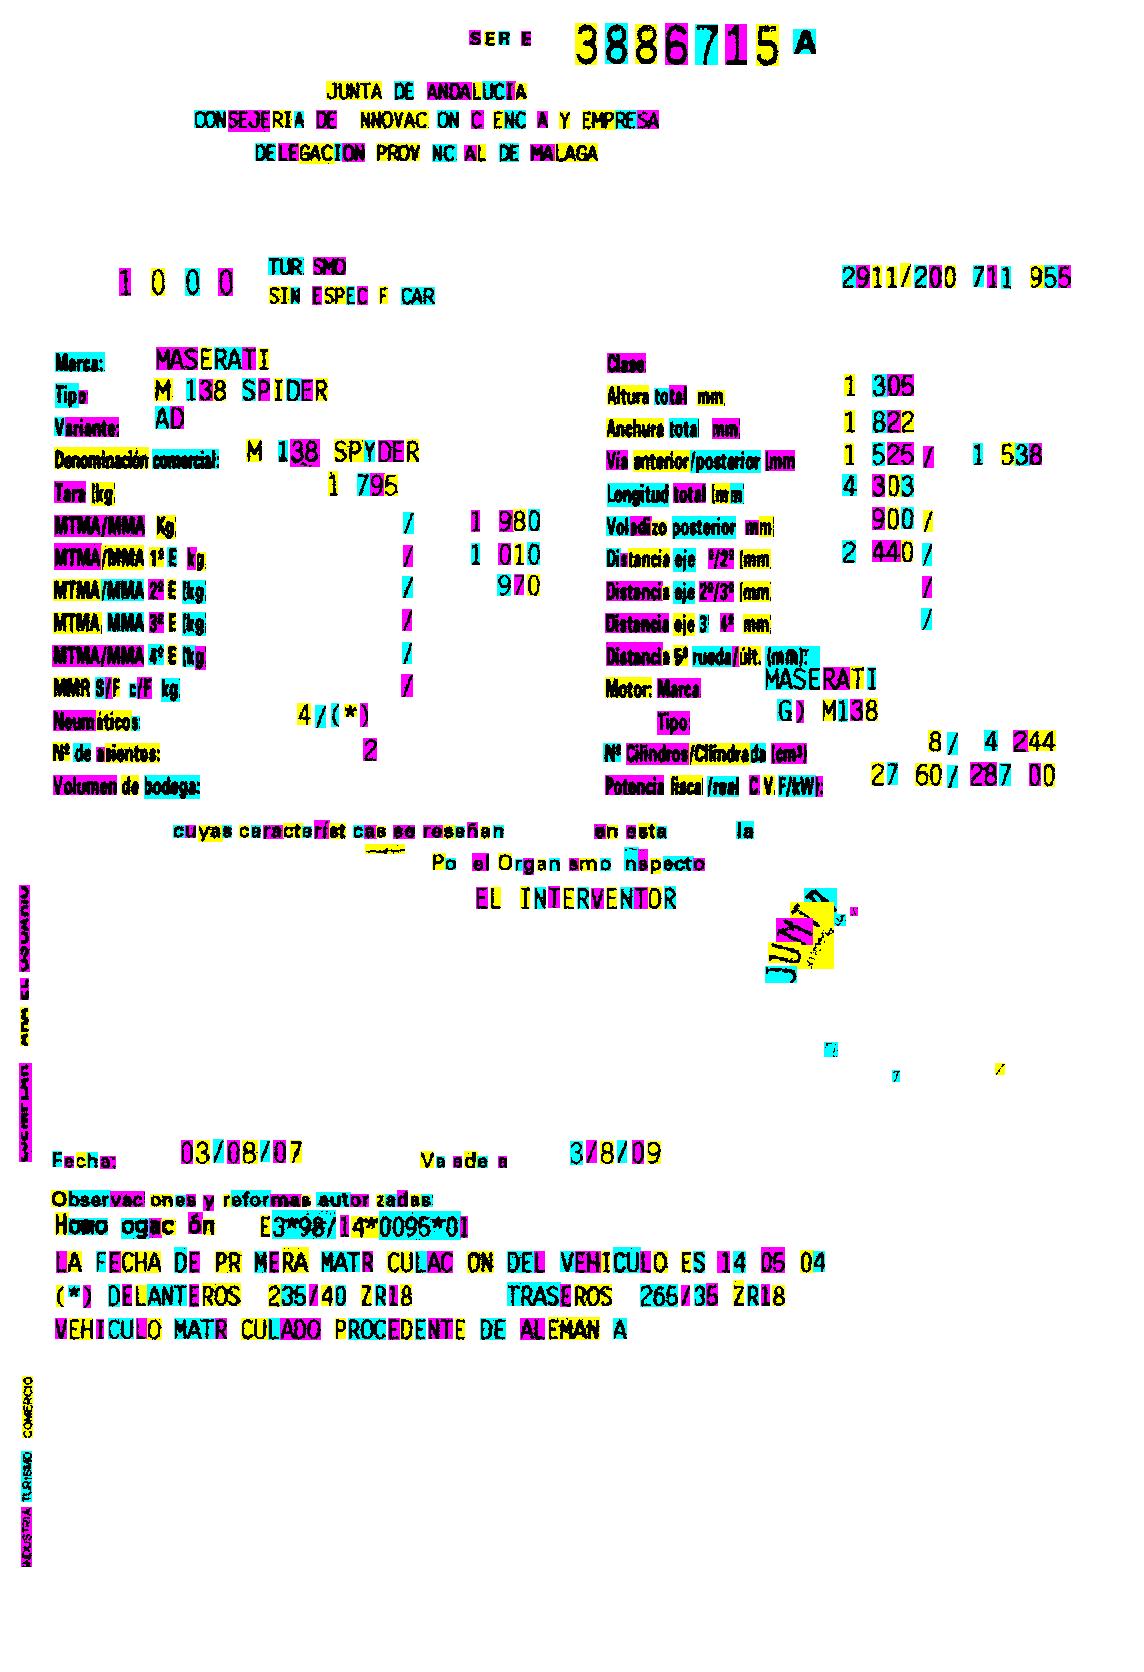 SER E 3886715 A
JUNTA DE ANDALUCIA
CONSEJERIA DE NNOVAC ON C ENC A Y EMPRESA
DELEGACION PROV NC AL DE MALAGA
1 0 0 0 TUR SMO
SIN ESPEC F CAR
2911/200 711 955
Marca: MASERATI
Tipo M 138 SPIDER
Variante: AD
Denominación comercial: M 138 SPYDER
Tara (kg 1 795
MTMA/MMA Kg / 1 980
MTMA/MMA 1º E kg / 1 010
MTMA/MMA 2º E (kg / 970
MTMA MMA 3º E (kg /
MTMA/MMA 4º E (kg /
MMR S/F c/F kg /
Neumáticos 4/(*)
Nº de asientos: 2
Volumen de bodega:
Clase
Altura total mm 1 305
Anchura total mm 1 822
Vía anterior/posterior (mm 1 525 / 1 538
Longitud total (mm 4 303
Voladizo posterior mm 900 /
Distancia eje º/2º (mm 2 440 /
Distancia eje 2º/3º (mm /
Distancia eje 3 4º mm /
Distancia 5ª rueda/últ. (mm):
Motor: Marca MASERATI
Tipo G) M138
Nº Cilindros/Cilindrada (cm³) 8/ 4 244
Potencia fiscal/real C V F/kW): 27 60/ 287 00
cuyas característ cas se reseñan en esta la
Po el Organ smo nspecto
EL INTERVENTOR
JUNTA
Fecha: 03/08/07 Va ede a 3/8/09
Observac ones y reformas autor zadas
Homo ogac ón E3*98/14*0095*01
LA FECHA DE PR MERA MATR CULAC ON DEL VEHICULO ES 14 05 04
(*) DELANTEROS 235/40 ZR18 TRASEROS 265/35 ZR18
VEHICULO MATR CULADO PROCEDENTE DE ALEMAN A
EJEMPLAR ARA EL USUARIO
INDUSTRIA TURISMO COMERCIO